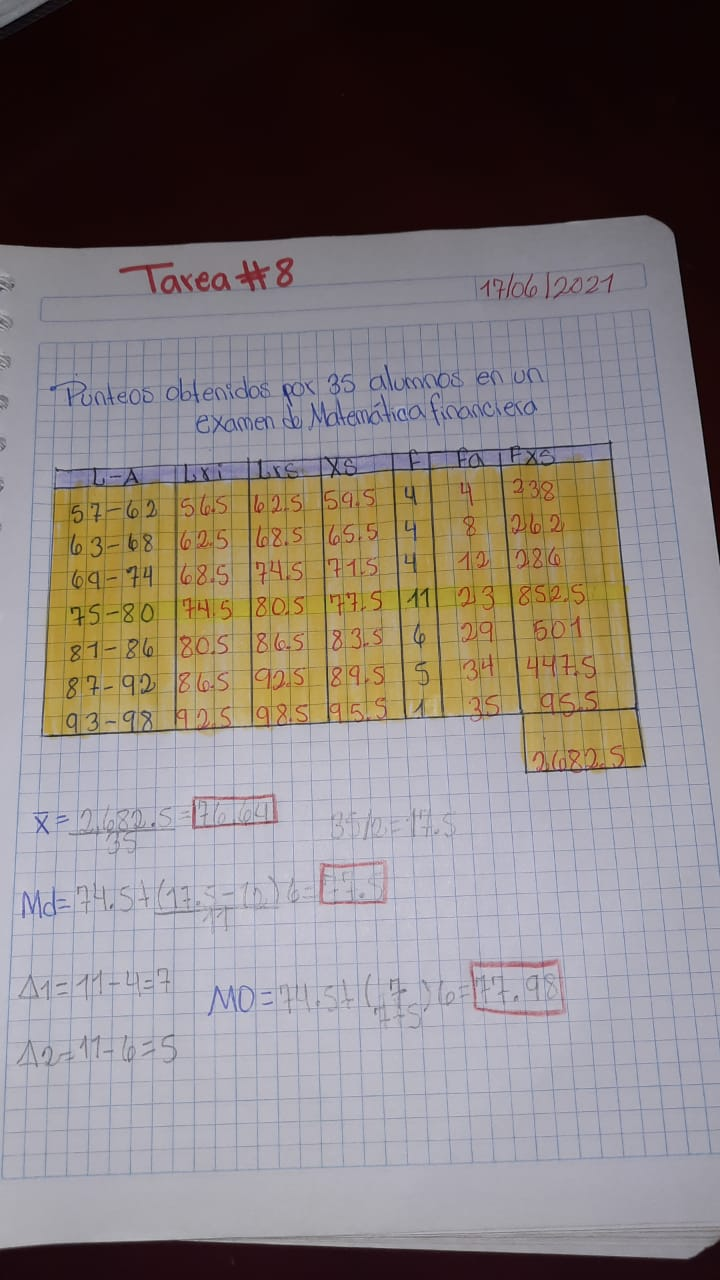 Tarea #8
17/06/2021
Punteos obtenidos por 35 alumnos en un
examen de Matemática financiera
L-A Lri Lrs Xs F Fa FXs
57-62 56.5 62.5 59.5 4 4 238
63-68 62.5 68.5 65.5 4 8 262
69-74 68.5 74.5 71.5 4 12 286
75-80 74.5 80.5 77.5 11 23 852.5
81-86 80.5 86.5 83.5 6 29 501
87-92 86.5 92.5 89.5 5 34 447.5
93-98 92.5 98.5 95.5 1 35 95.5
2682.5
x̄ = 2,682.5 = 76.64 35/2=17.5
35
Md= 74.5+(17.5-12)6= 77.5
11
Δ1=11-4=7
MO=74.5+(7)6=77.98
7+5
Δ2=11-6=5